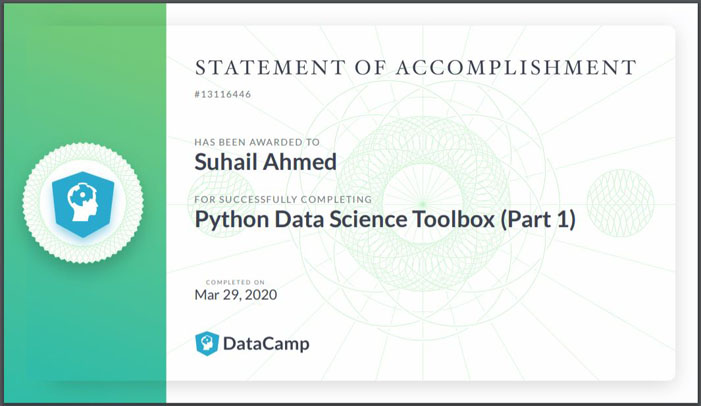 STATEMENT OF ACCOMPLISHMENT
#13116446
HAS BEEN AWARDED TO
Suhail Ahmed
FOR SUCCESSFULLY COMPLETING
Python Data Science Toolbox (Part 1)
COMPLETED ON
Mar 29, 2020
DataCamp